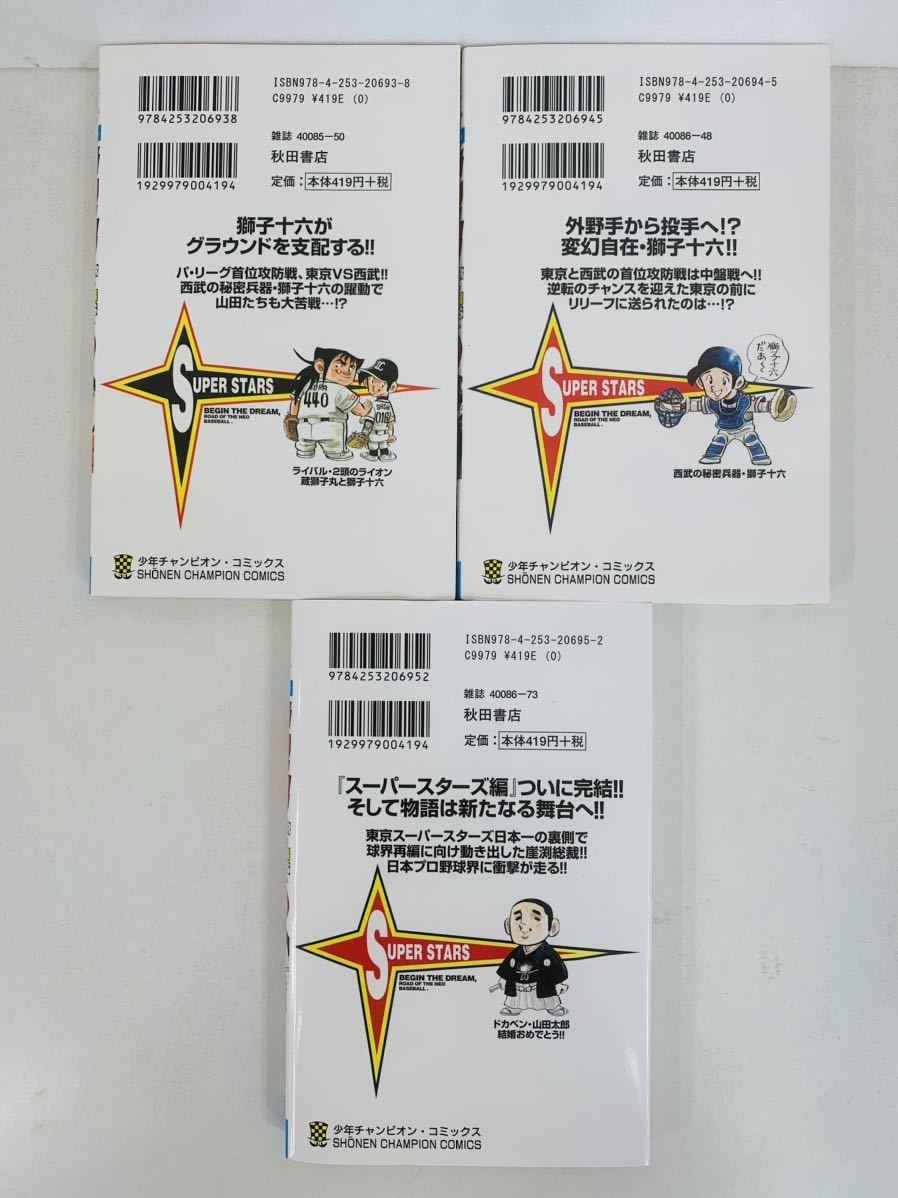 ISBN978-4-253-20693-8
C9979 ¥419E (0)
9784253206938
雑誌 40085-50
秋田書店
1929979004194
定価：本体419円＋税
獅子十六が
グラウンドを支配する!!
パ・リーグ首位攻防戦、東京VS西武!!
西武の秘密兵器・獅子十六の躍動で
山田たちも大苦戦…!?
SUPER STARS
BEGIN THE DREAM,
ROAD OF THE NEO
BASEBALL.
440
016
ライバル・2頭のライオン
蔵獅子丸と獅子十六
少年チャンピオン・コミックス
SHŌNEN CHAMPION COMICS
ISBN978-4-253-20694-5
C9979 ¥419E (0)
9784253206945
雑誌 40086-48
秋田書店
1929979004194
定価：本体419円＋税
外野手から投手へ!?
変幻自在・獅子十六!!
東京と西武の首位攻防戦は中盤戦へ!!
逆転のチャンスを迎えた東京の前に
リリーフに送られたのは…!?
獅子十六
だあ〜
SUPER STARS
BEGIN THE DREAM,
ROAD OF THE NEO
BASEBALL.
西武の秘密兵器・獅子十六
少年チャンピオン・コミックス
SHŌNEN CHAMPION COMICS
ISBN978-4-253-20695-2
C9979 ¥419E (0)
9784253206952
雑誌 40086-73
秋田書店
1929979004194
定価：本体419円＋税
『スーパースターズ編』ついに完結!!
そして物語は新たなる舞台へ!!
東京スーパースターズ日本一の裏側で
球界再編に向け動き出した崖渕総裁!!
日本プロ野球界に衝撃が走る!!
SUPER STARS
BEGIN THE DREAM,
ROAD OF THE NEO
BASEBALL.
ドカベン・山田太郎
結婚おめでとう!!
少年チャンピオン・コミックス
SHŌNEN CHAMPION COMICS